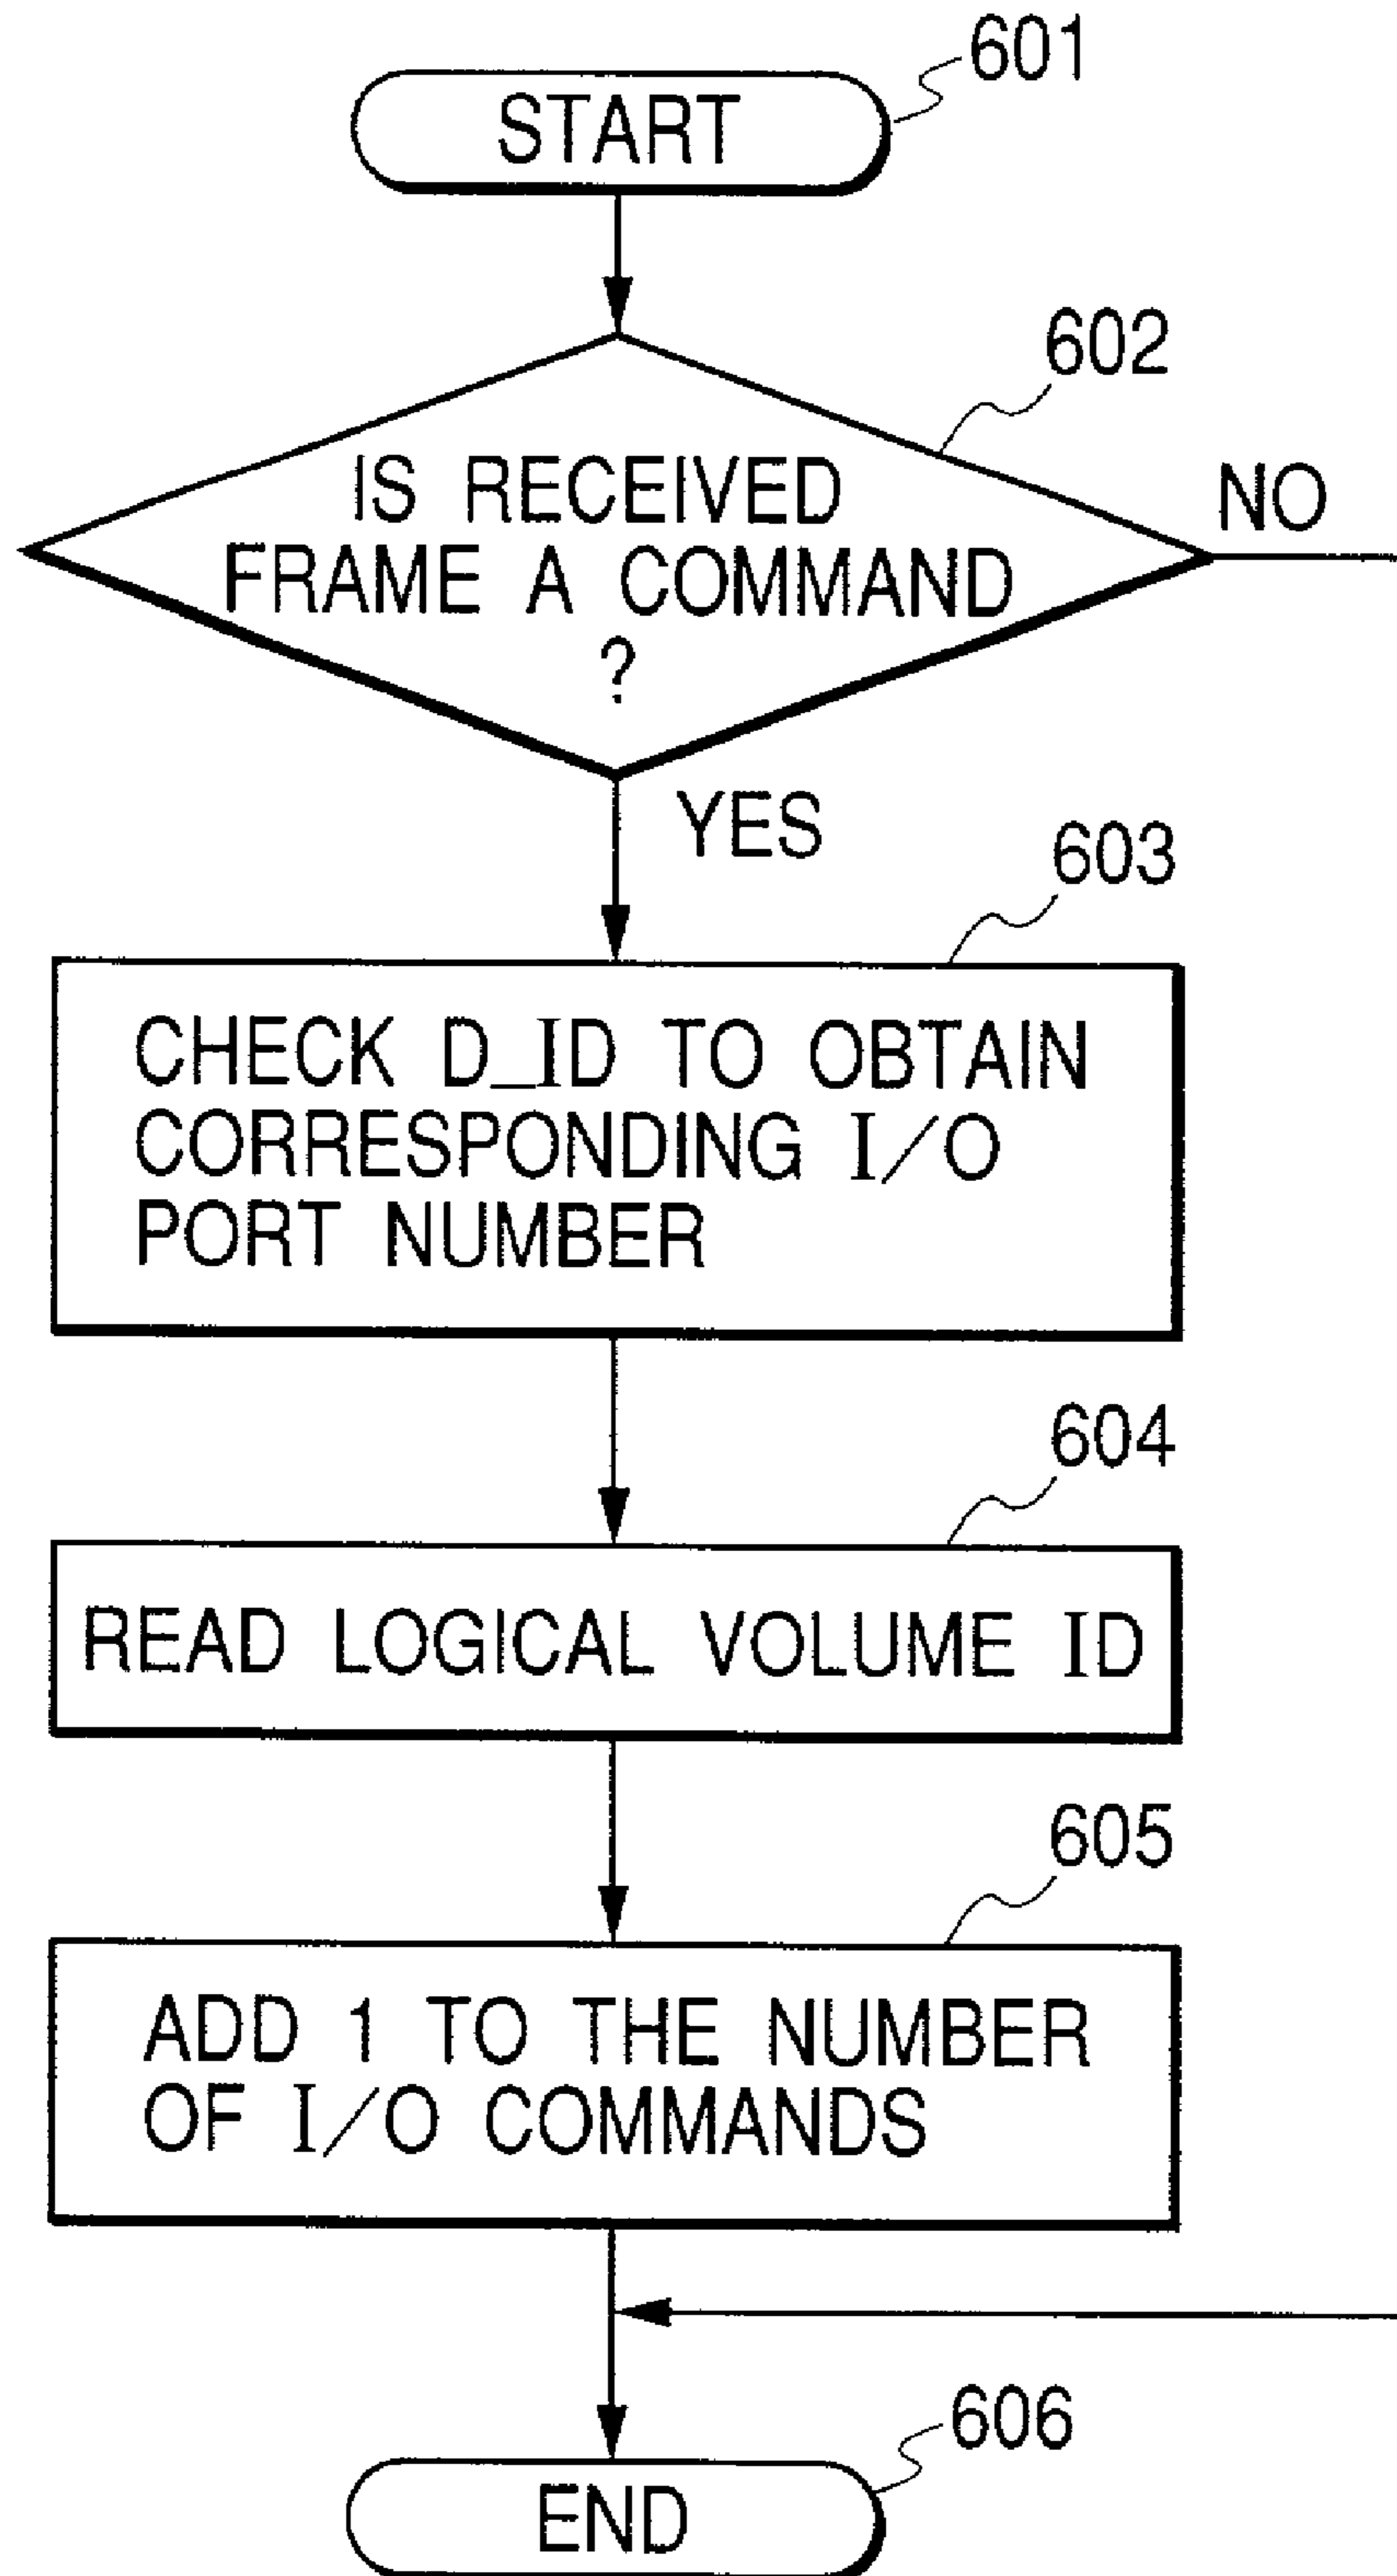 601
START
602
IS RECEIVED
FRAME A COMMAND
?
NO
YES
603
CHECK D_ID TO OBTAIN
CORRESPONDING I/O
PORT NUMBER
604
READ LOGICAL VOLUME ID
605
ADD 1 TO THE NUMBER
OF I/O COMMANDS
606
END